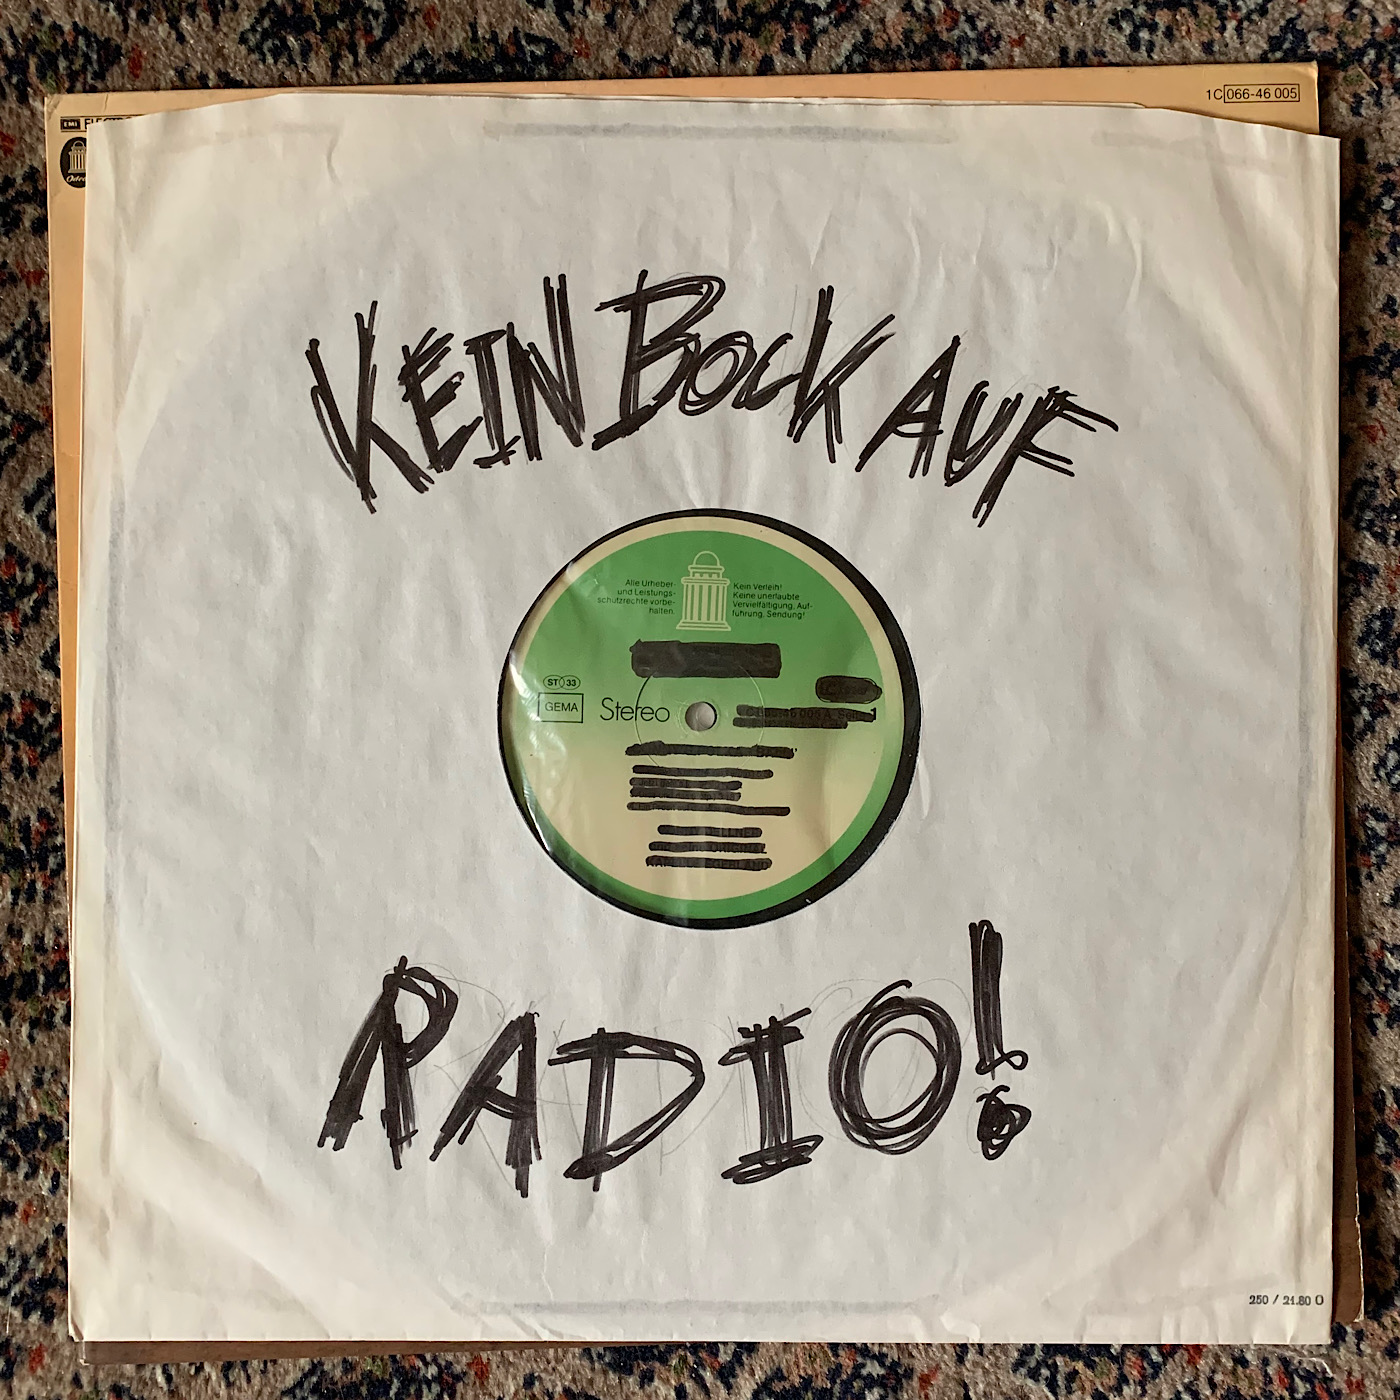 1C 066-46 005
EMI
KEIN BOCK AUF
Alle Urheber-
und Leistungs-
schutzrechte vorbe-
halten.
Kein Verleih!
Keine unerlaubte
Vervielfältigung, Auf-
führung, Sendung!
ST 33
GEMA
Stereo
RADIO!
250 / 21.80 O